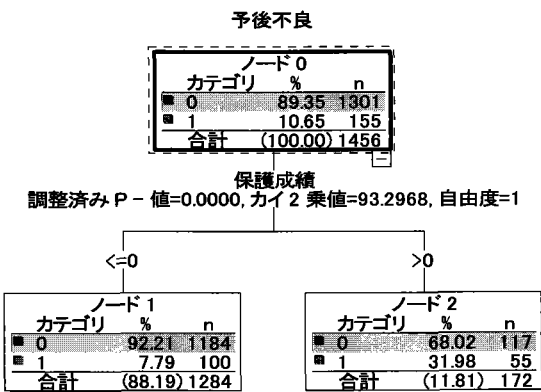 予後不良
ノード 0
カテゴリ % n
0 89.35 1301
1 10.65 155
合計 (100.00) 1456
保護成績
調整済み P - 値=0.0000, カイ 2 乗値=93.2968, 自由度=1
<=0 >0
ノード 1
カテゴリ % n
0 92.21 1184
1 7.79 100
合計 (88.19) 1284
ノード 2
カテゴリ % n
0 68.02 117
1 31.98 55
合計 (11.81) 172